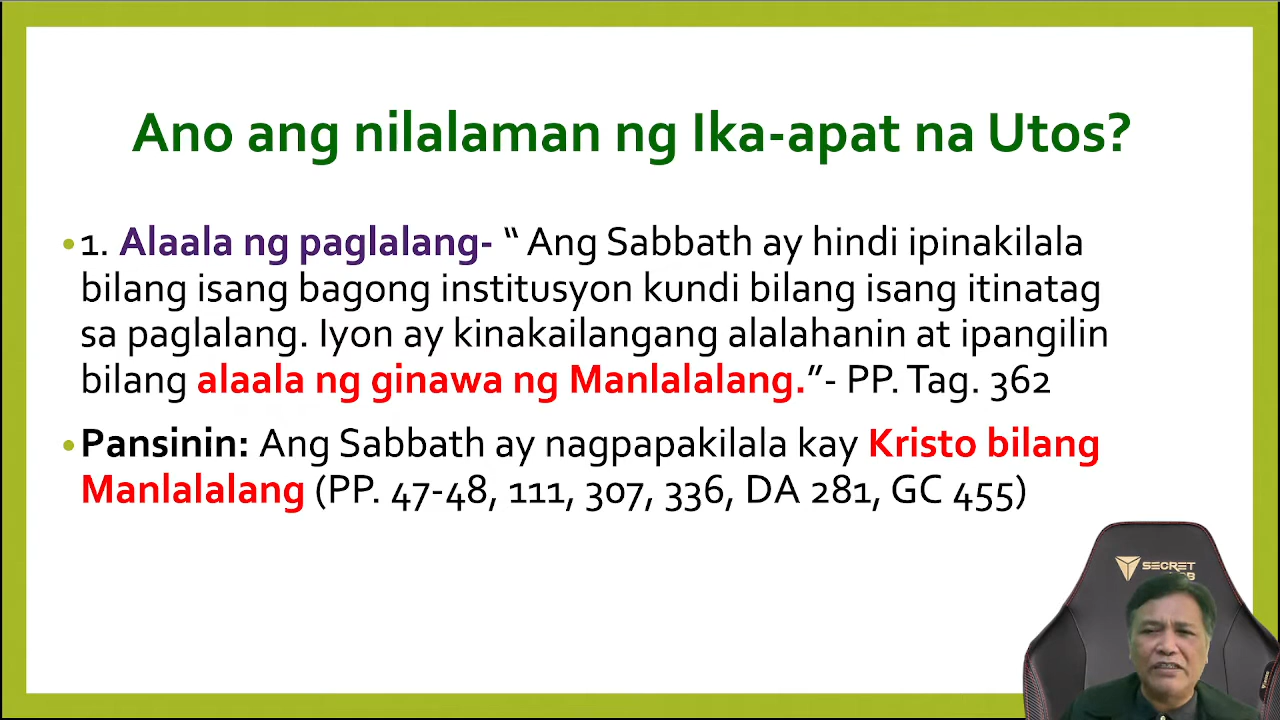 Ano ang nilalaman ng Ika-apat na Utos?
•1. Alaala ng paglalang- “ Ang Sabbath ay hindi ipinakilala
bilang isang bagong institusyon kundi bilang isang itinatag
sa paglalang. Iyon ay kinakailangang alalahanin at ipangilin
bilang alaala ng ginawa ng Manlalalang.”- PP. Tag. 362
•Pansinin: Ang Sabbath ay nagpapakilala kay Kristo bilang
Manlalalang (PP. 47-48, 111, 307, 336, DA 281, GC 455)
SECRET